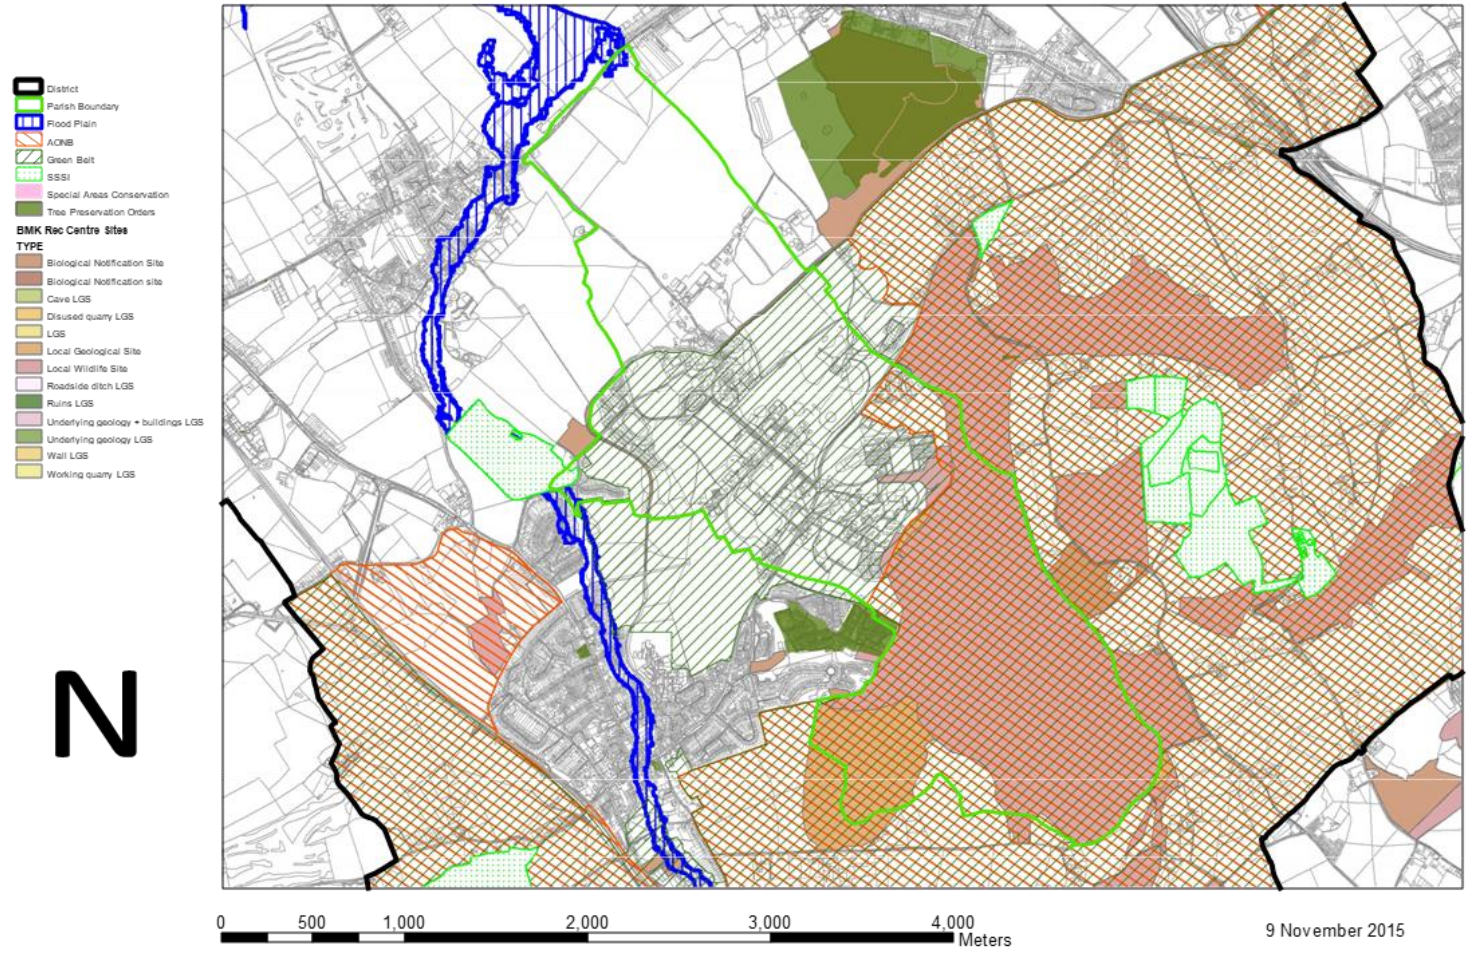 District
Parish Boundary
Flood Plain
AONB
Green Belt
SSSI
Special Areas Conservation
Tree Preservation Orders
BMK Rec Centre Sites
TYPE
Biological Notification Site
Biological Notification site
Cave LGS
Disused quarry LGS
LGS
Local Geological Site
Local Wildlife Site
Roadside ditch LGS
Ruins LGS
Underlying geology + buildings LGS
Underlying geology LGS
Wall LGS
Working quarry LGS
N
0 500 1,000 2,000 3,000 4,000
Meters
9 November 2015